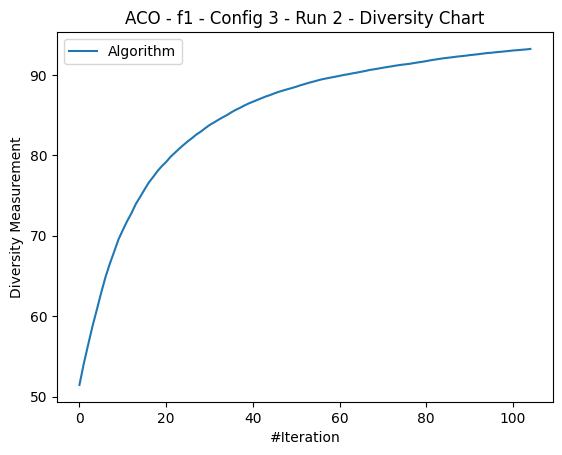 ACO - f1 - Config 3 - Run 2 - Diversity Chart
Algorithm
Diversity Measurement
90
80
70
60
50
0 20 40 60 80 100
#Iteration